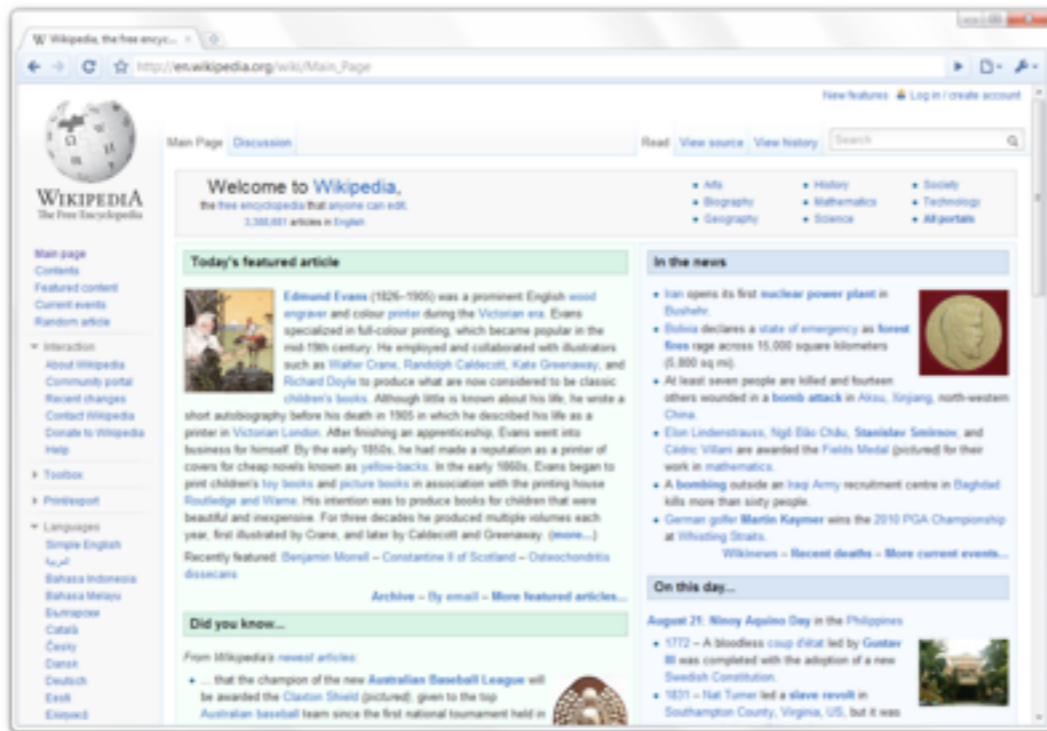 Wikipedia, the free ency...
http://en.wikipedia.org/wiki/Main_Page
New features Log in / create account
Main Page Discussion
Read View source View history Search
WIKIPEDIA
The Free Encyclopedia
Main page
Contents
Featured content
Current events
Random article
Interaction
About Wikipedia
Community portal
Recent changes
Contact Wikipedia
Donate to Wikipedia
Help
Toolbox
Print/export
Languages
Simple English
العربية
Bahasa Indonesia
Bahasa Melayu
Български
Català
Česky
Dansk
Deutsch
Eesti
Ελληνικά
Welcome to Wikipedia,
the free encyclopedia that anyone can edit.
articles in English
Arts
Biography
Geography
History
Mathematics
Science
Society
Technology
All portals
Today's featured article
Edmund Evans (1826–1905) was a prominent English wood
engraver and colour printer during the Victorian era. Evans
specialized in full-colour printing, which became popular in the
mid-19th century. He employed and collaborated with illustrators
such as Walter Crane, Randolph Caldecott, Kate Greenaway, and
Richard Doyle to produce what are now considered to be classic
children's books. Although little is known about his life, he wrote a
short autobiography before his death in 1905 in which he described his life as a
printer in Victorian London. After finishing an apprenticeship, Evans went into
business for himself. By the early 1850s, he had made a reputation as a printer of
covers for cheap novels known as yellow-backs. In the early 1860s, Evans began to
print children's toy books and picture books in association with the printing house
Routledge and Warne. His intention was to produce books for children that were
beautiful and inexpensive. For three decades he produced multiple volumes each
year, first illustrated by Crane, and later by Caldecott and Greenaway. (more...)
Recently featured: Benjamin Morrell – Constantine II of Scotland – Osteochondritis
dissecans
Archive – By email – More featured articles...
Did you know...
From Wikipedia's newest articles:
... that the champion of the new Australian Baseball League will
be awarded the Claxton Shield (pictured), given to the top
Australian baseball team since the first national tournament held in
In the news
Iran opens its first nuclear power plant in
Bushehr.
Bolivia declares a state of emergency as forest
fires rage across 15,000 square kilometers
(5,800 sq mi).
At least seven people are killed and fourteen
others wounded in a bomb attack in Aksu, Xinjiang, north-western
China.
Elon Lindenstrauss, Ngô Bảo Châu, Stanislav Smirnov, and
Cédric Villani are awarded the Fields Medal (pictured) for their
work in mathematics.
A bombing outside an Iraqi Army recruitment centre in Baghdad
kills more than sixty people.
German golfer Martin Kaymer wins the 2010 PGA Championship
at Whistling Straits.
Wikinews – Recent deaths – More current events...
On this day...
August 21: Ninoy Aquino Day in the Philippines
1772 – A bloodless coup d'état led by Gustav
III was completed with the adoption of a new
Swedish Constitution.
1831 – Nat Turner led a slave revolt in
Southampton County, Virginia, US, but it was